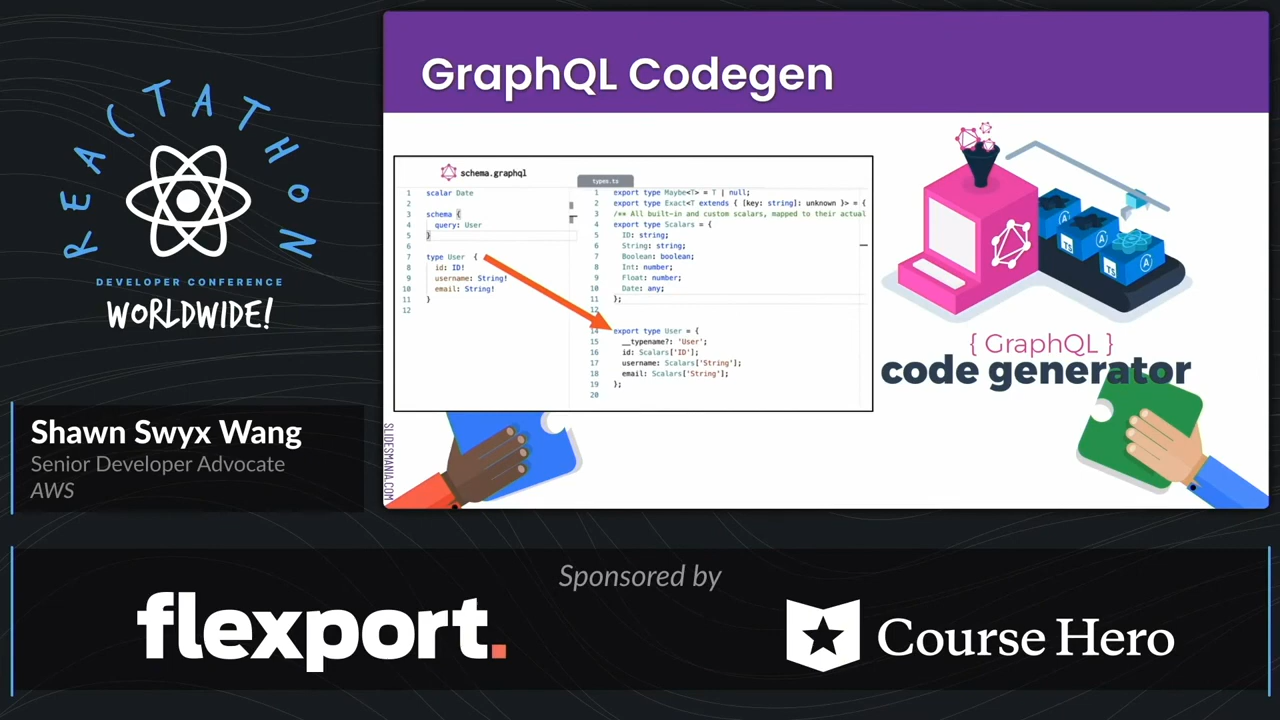 REACTATHON
DEVELOPER CONFERENCE
WORLDWIDE!
Shawn Swyx Wang
Senior Developer Advocate
AWS
GraphQL Codegen
schema.graphql
1 scalar Date
2
3 schema {
4 query: User
5 }
6
7 type User {
8 id: ID!
9 username: String!
10 email: String!
11 }
12
types.ts
1 export type Maybe<T> = T | null;
2 export type Exact<T extends { [key: string]: unknown }> = {
3 /** All built-in and custom scalars, mapped to their actual
4 export type Scalars = {
5 ID: string;
6 String: string;
7 Boolean: boolean;
8 Int: number;
9 Float: number;
10 Date: any;
11 };
12
14 export type User = {
15 __typename?: 'User';
16 id: Scalars['ID'];
17 username: Scalars['String'];
18 email: Scalars['String'];
19 };
20
TS
A
A
TS
A
{ GraphQL }
code generator
SLIDESMANIA.COM
Sponsored by
flexport.
Course Hero